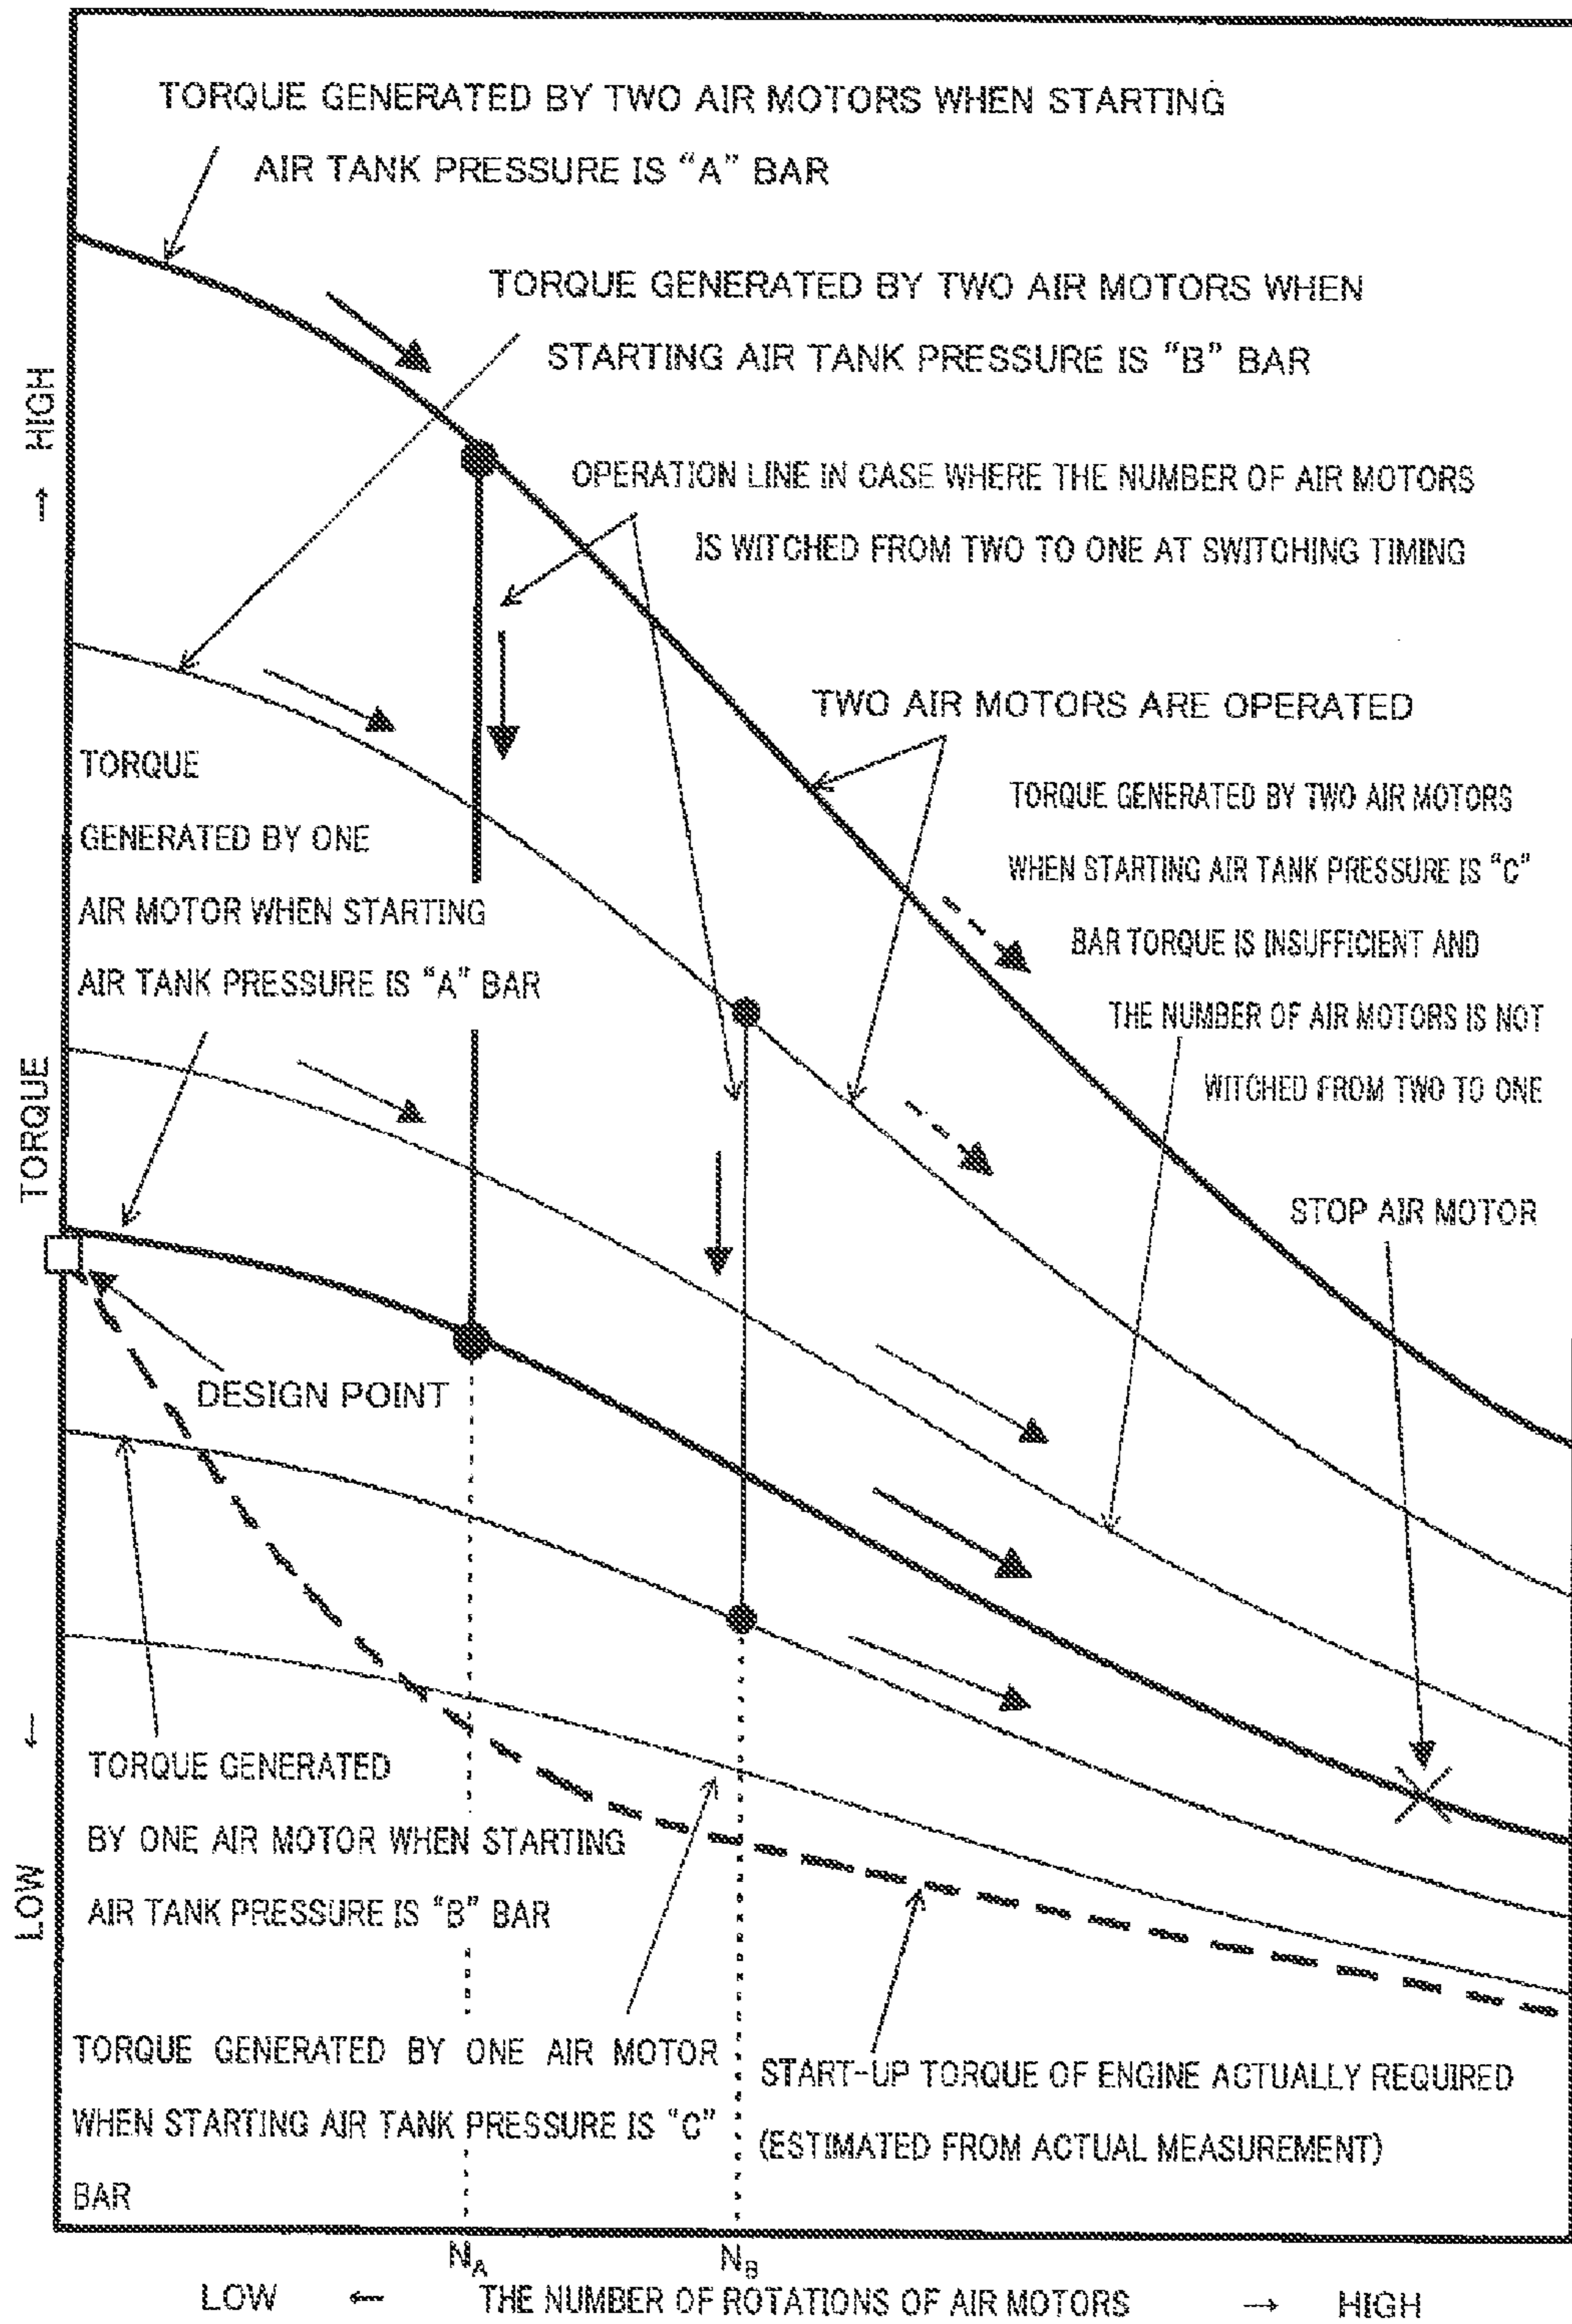 TORQUE GENERATED BY TWO AIR MOTORS WHEN STARTING
AIR TANK PRESSURE IS “A” BAR
TORQUE GENERATED BY TWO AIR MOTORS WHEN
STARTING AIR TANK PRESSURE IS “B” BAR
OPERATION LINE IN CASE WHERE THE NUMBER OF AIR MOTORS
IS WITCHED FROM TWO TO ONE AT SWITCHING TIMING
TWO AIR MOTORS ARE OPERATED
TORQUE
GENERATED BY ONE
AIR MOTOR WHEN STARTING
AIR TANK PRESSURE IS “A” BAR
TORQUE GENERATED BY TWO AIR MOTORS
WHEN STARTING AIR TANK PRESSURE IS “C”
BAR TORQUE IS INSUFFICIENT AND
THE NUMBER OF AIR MOTORS IS NOT
WITCHED FROM TWO TO ONE
STOP AIR MOTOR
DESIGN POINT
TORQUE GENERATED
BY ONE AIR MOTOR WHEN STARTING
AIR TANK PRESSURE IS “B” BAR
TORQUE GENERATED BY ONE AIR MOTOR
WHEN STARTING AIR TANK PRESSURE IS “C”
BAR
START-UP TORQUE OF ENGINE ACTUALLY REQUIRED
(ESTIMATED FROM ACTUAL MEASUREMENT)
LOW ← TORQUE → HIGH
NA NB
LOW ← THE NUMBER OF ROTATIONS OF AIR MOTORS → HIGH